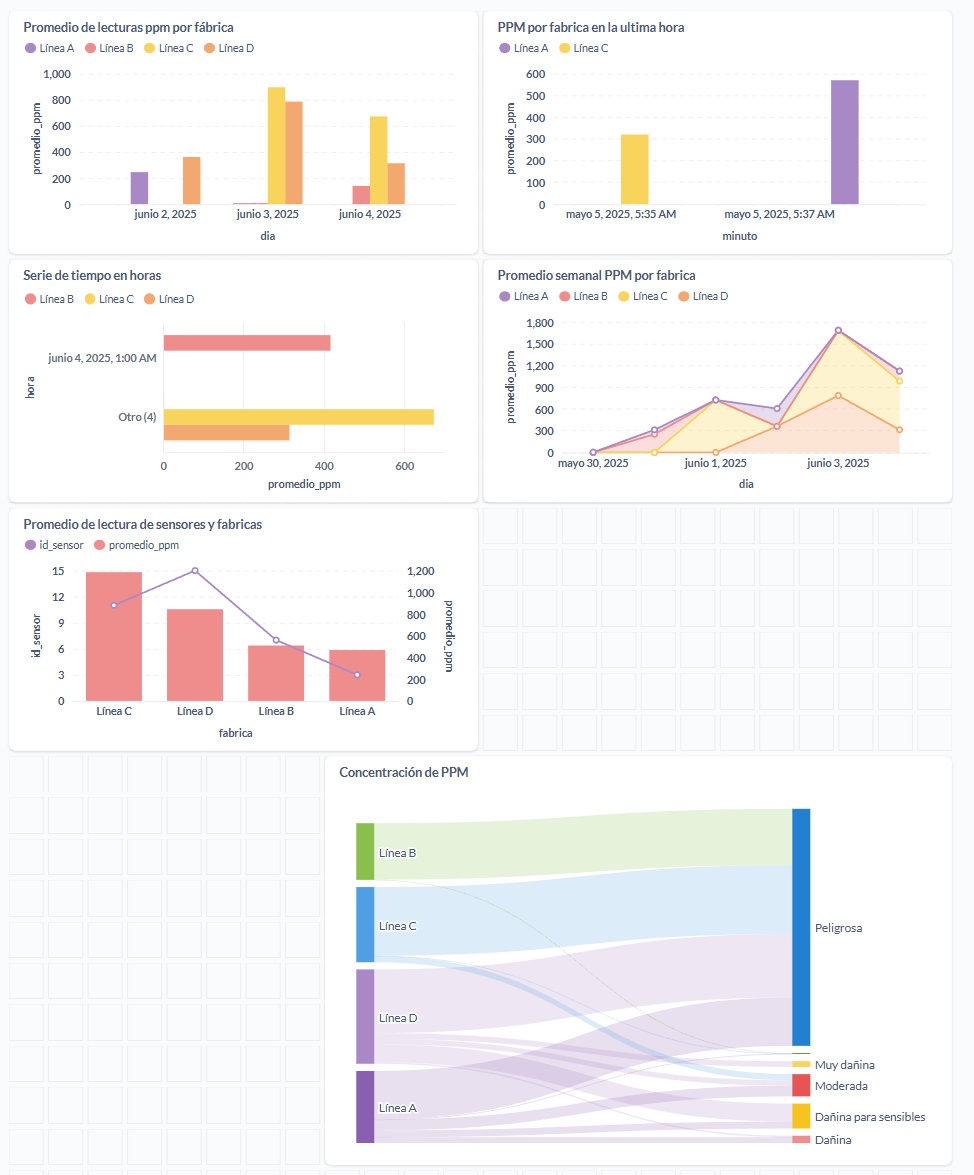 Promedio de lecturas ppm por fábrica
Línea A Línea B Línea C Línea D
1,000
800
600
400
200
0
promedio_ppm
junio 2, 2025 junio 3, 2025 junio 4, 2025
dia
PPM por fabrica en la ultima hora
Línea A Línea C
600
500
400
300
200
100
0
promedio_ppm
mayo 5, 2025, 5:35 AM mayo 5, 2025, 5:37 AM
minuto
Serie de tiempo en horas
Línea B Línea C Línea D
hora
junio 4, 2025, 1:00 AM
Otro (4)
0 200 400 600
promedio_ppm
Promedio semanal PPM por fabrica
Línea A Línea B Línea C Línea D
1,800
1,500
1,200
900
600
300
0
promedio_ppm
mayo 30, 2025 junio 1, 2025 junio 3, 2025
dia
Promedio de lectura de sensores y fabricas
id_sensor promedio_ppm
15
12
9
6
3
0
id_sensor
1,200
1,000
800
600
400
200
0
promedio_ppm
Línea C Línea D Línea B Línea A
fabrica
Concentración de PPM
Línea B
Línea C
Línea D
Línea A
Peligrosa
Muy dañina
Moderada
Dañina para sensibles
Dañina